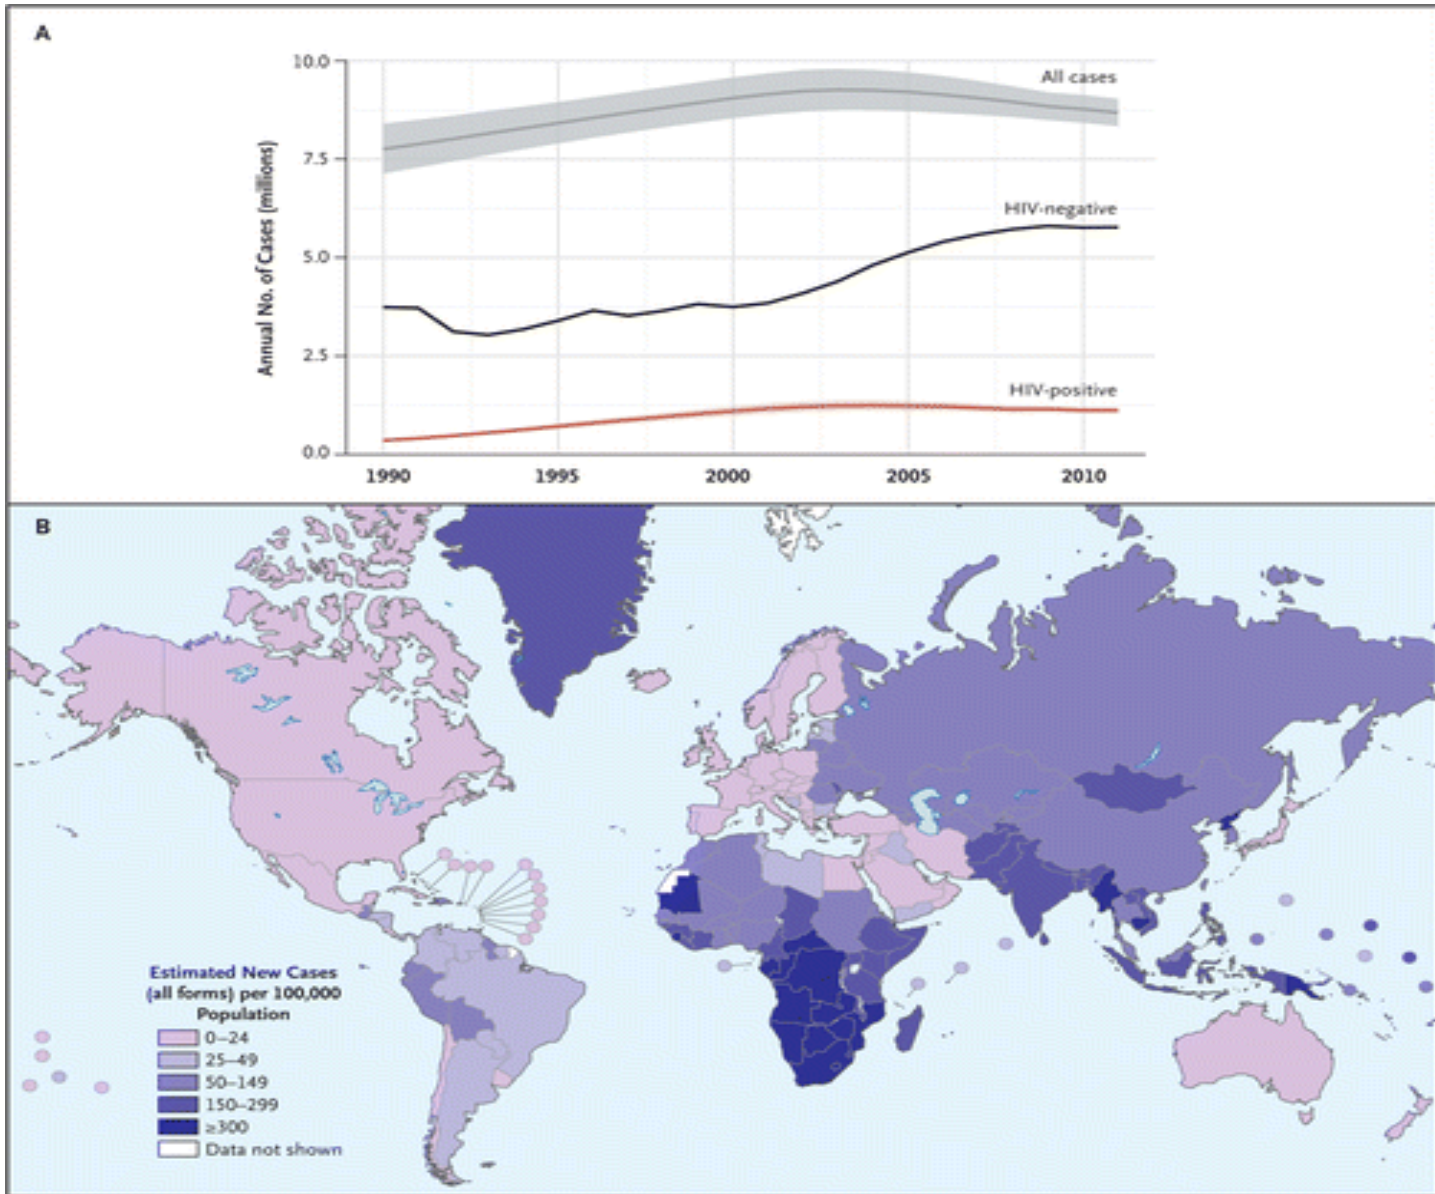 A
10.0
All cases
7.5
HIV-negative
Annual No. of Cases (millions)
5.0
2.5
HIV-positive
0.0
1990 1995 2000 2005 2010
B
Estimated New Cases
(all forms) per 100,000
Population
0–24
25–49
50–149
150–299
≥300
Data not shown